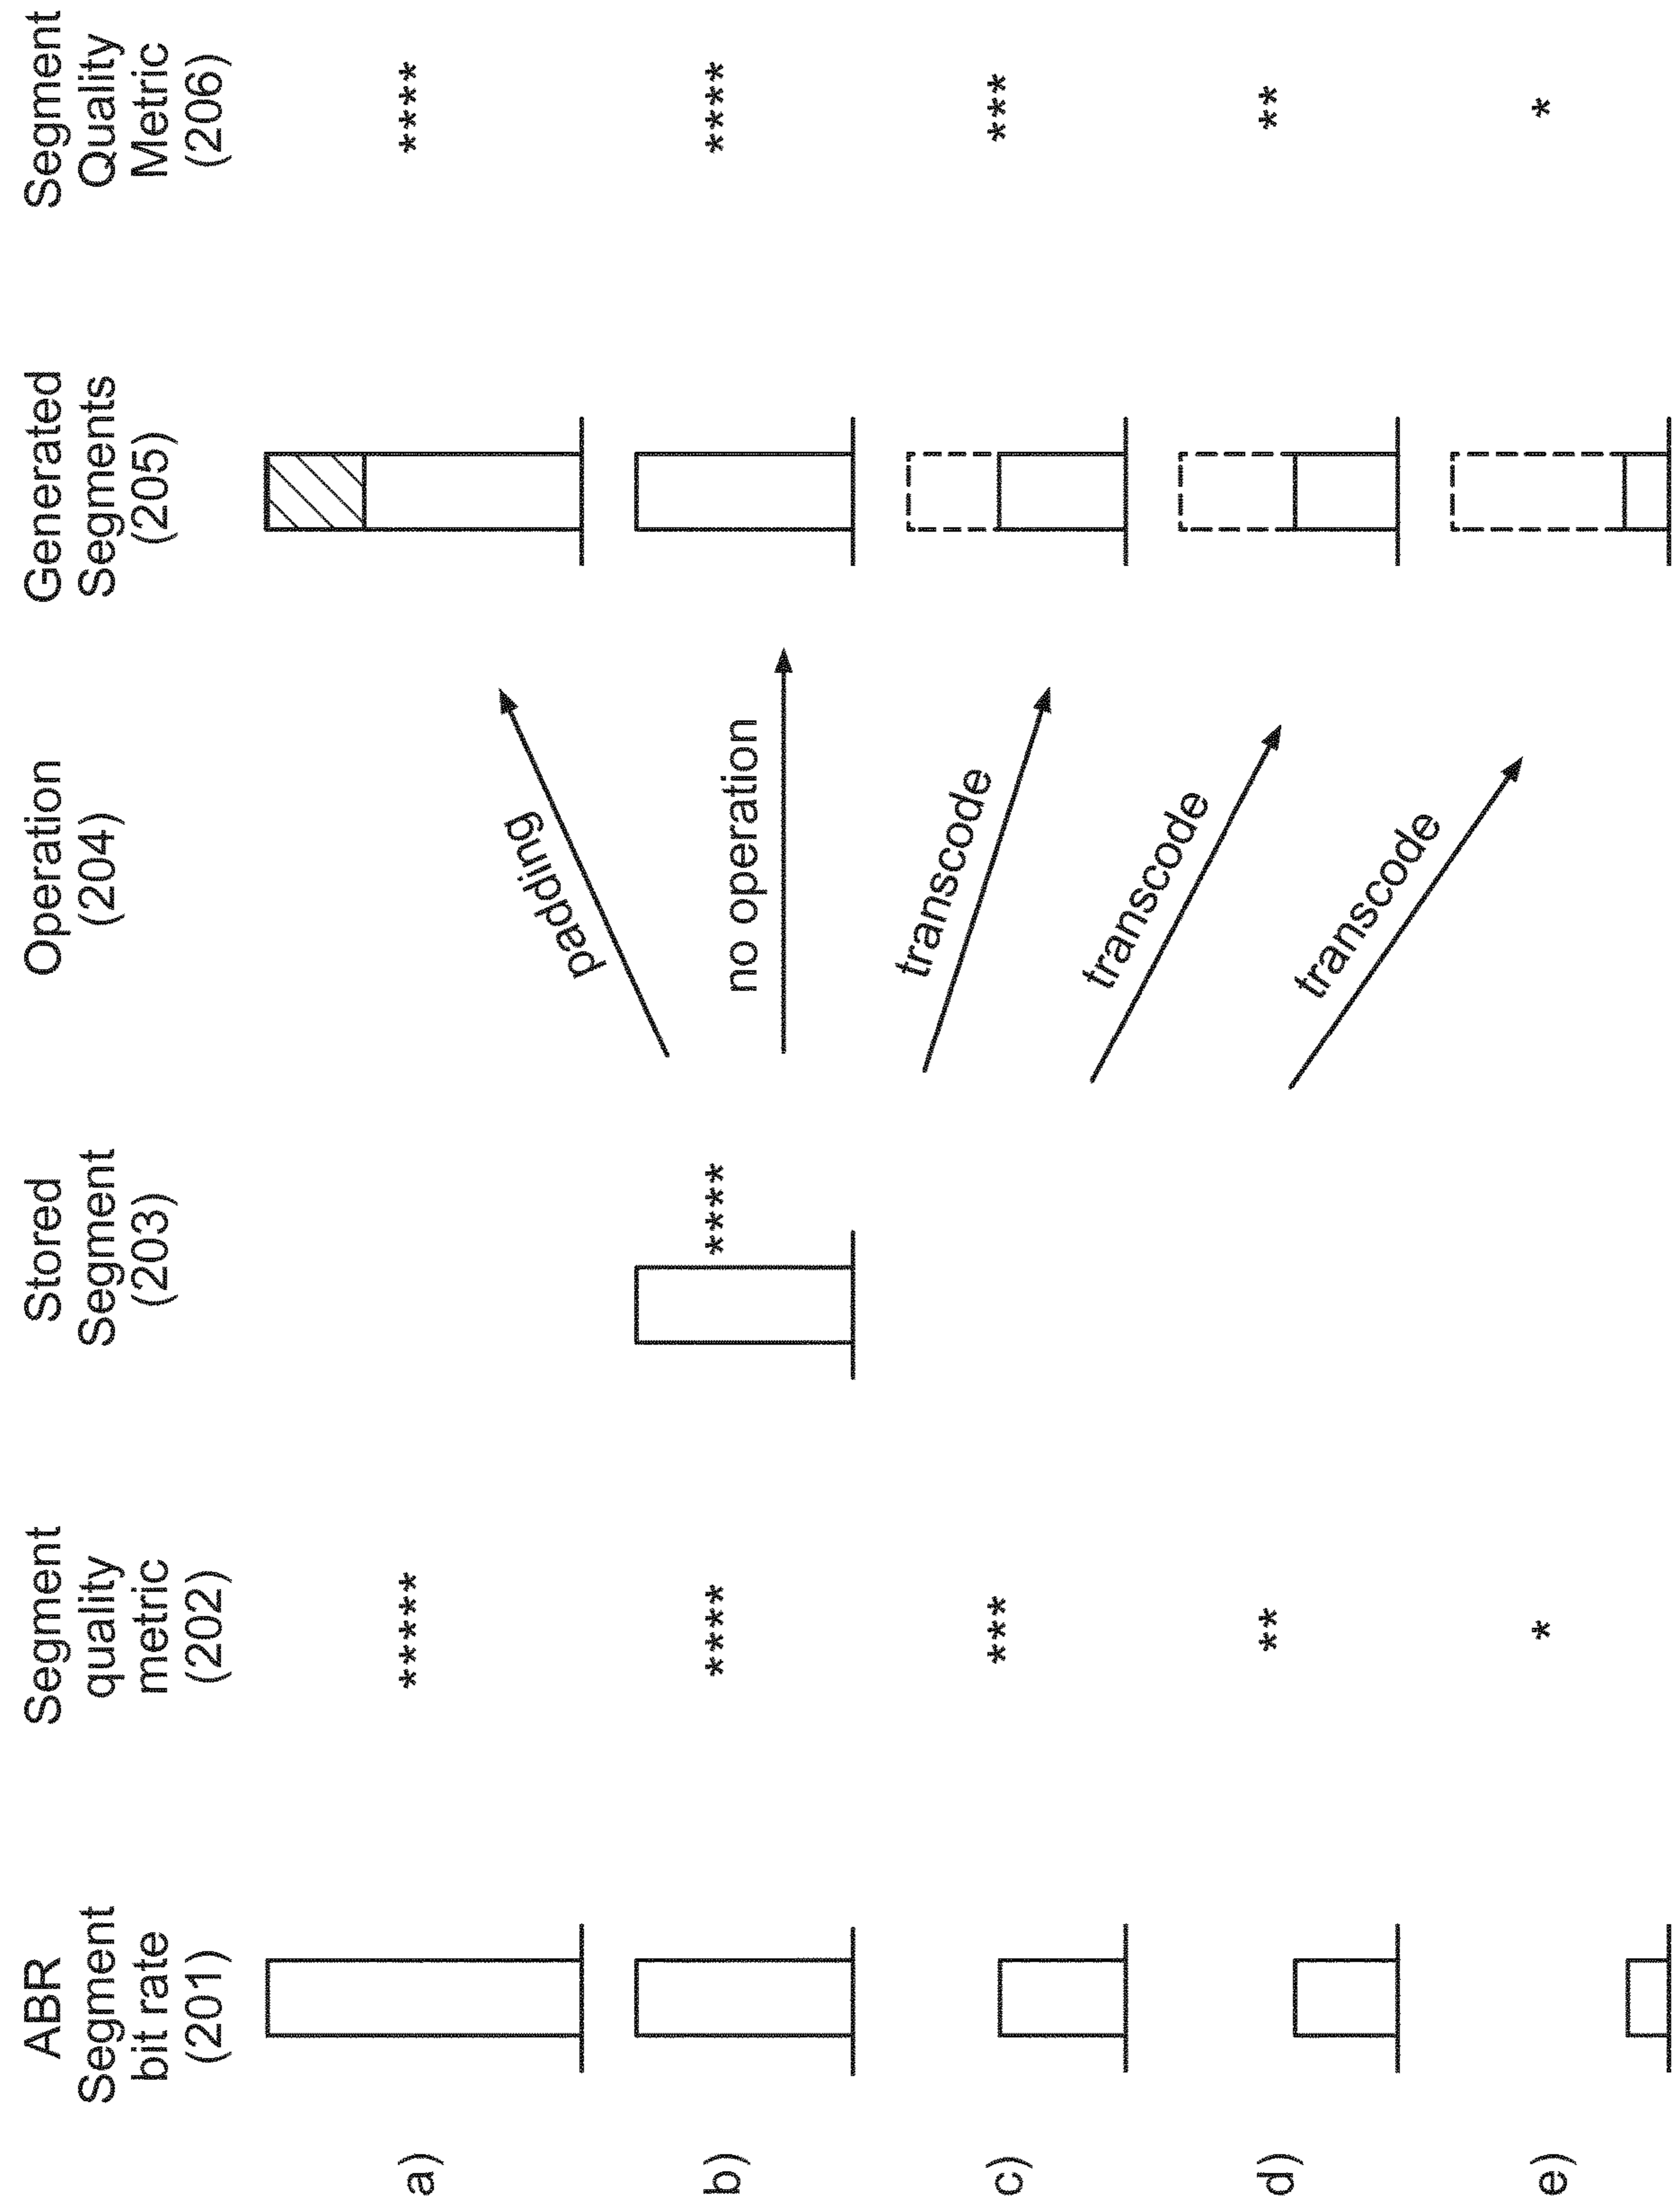 ABR
Segment
bit rate
(201)
Segment
quality
metric
(202)
Stored
Segment
(203)
Operation
(204)
Generated
Segments
(205)
Segment
Quality
Metric
(206)
a)
*****
padding
****
b)
****
****
no operation
****
c)
***
transcode
***
d)
**
transcode
**
e)
*
transcode
*